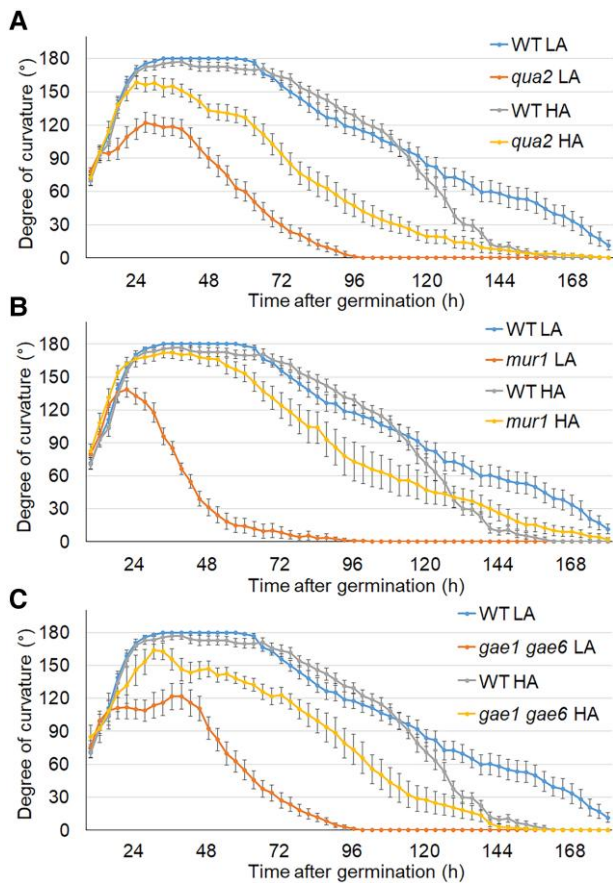 A
Degree of curvature (°)
180
150
120
90
60
30
0
WT LA
qua2 LA
WT HA
qua2 HA
24 48 72 96 120 144 168
Time after germination (h)
B
Degree of curvature (°)
180
150
120
90
60
30
0
WT LA
mur1 LA
WT HA
mur1 HA
24 48 72 96 120 144 168
Time after germination (h)
C
Degree of curvature (°)
180
150
120
90
60
30
0
WT LA
gae1 gae6 LA
WT HA
gae1 gae6 HA
24 48 72 96 120 144 168
Time after germination (h)